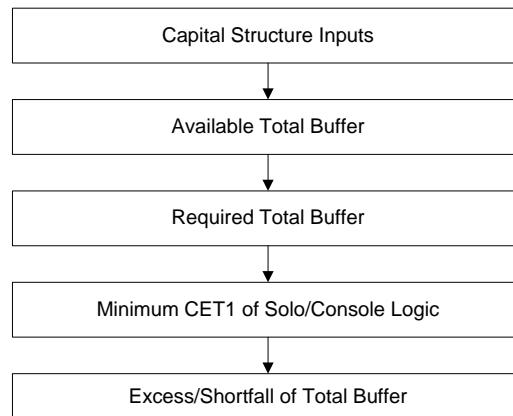 Capital Structure Inputs
Available Total Buffer
Required Total Buffer
Minimum CET1 of Solo/Console Logic
Excess/Shortfall of Total Buffer